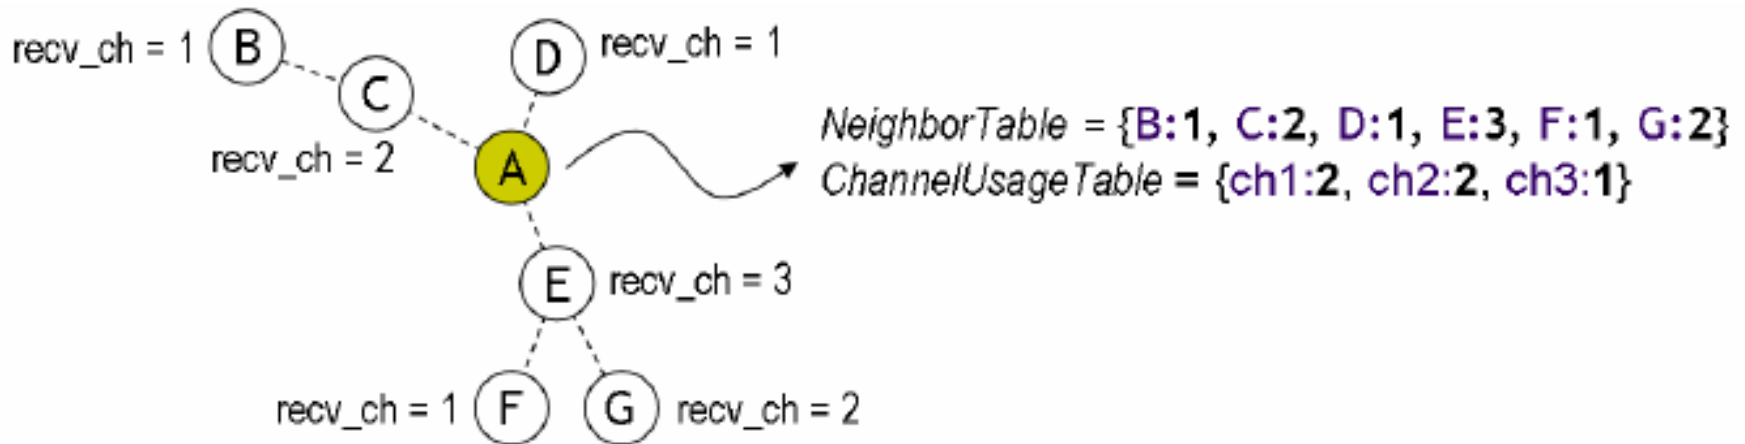 recv_ch = 1 B
D recv_ch = 1
C
recv_ch = 2
A
NeighborTable = {B:1, C:2, D:1, E:3, F:1, G:2}
ChannelUsageTable = {ch1:2, ch2:2, ch3:1}
E recv_ch = 3
recv_ch = 1 F
G recv_ch = 2